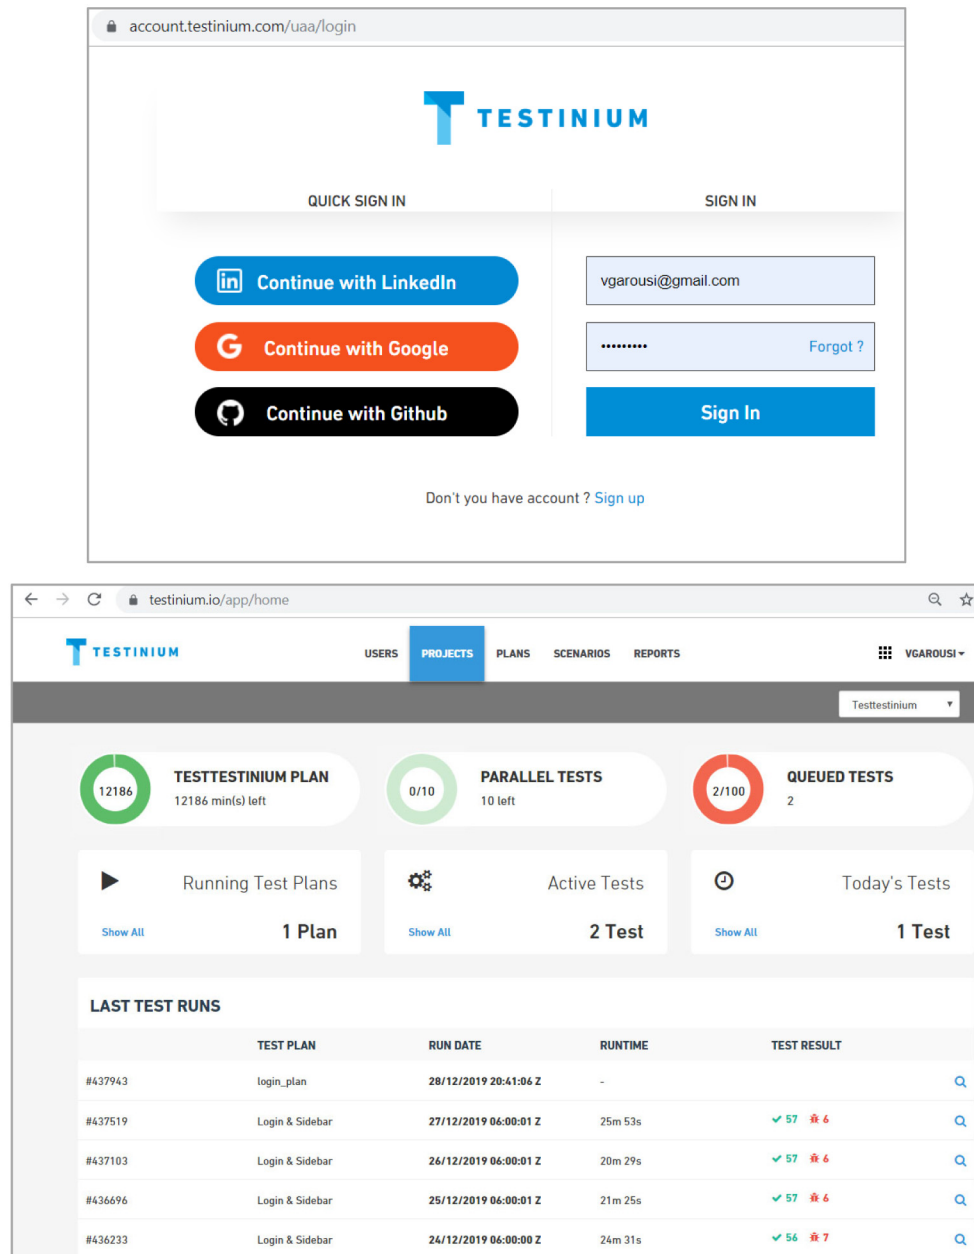 account.testinium.com/uaa/login
TESTINIUM
QUICK SIGN IN
SIGN IN
Continue with LinkedIn
vgarousi@gmail.com
Continue with Google
••••••••• Forgot ?
Continue with Github
Sign In
Don't you have account ? Sign up
testinium.io/app/home
TESTINIUM USERS PROJECTS PLANS SCENARIOS REPORTS VGAROUSI
Testtestinium
12186 TESTTESTINIUM PLAN 12186 min(s) left
0/10 PARALLEL TESTS 10 left
2/100 QUEUED TESTS 2
Running Test Plans
Show All 1 Plan
Active Tests
Show All 2 Test
Today's Tests
Show All 1 Test
LAST TEST RUNS
TEST PLAN RUN DATE RUNTIME TEST RESULT
#437943 login_plan 28/12/2019 20:41:06 Z -
#437519 Login & Sidebar 27/12/2019 06:00:01 Z 25m 53s 57 6
#437103 Login & Sidebar 26/12/2019 06:00:01 Z 20m 29s 57 6
#436696 Login & Sidebar 25/12/2019 06:00:01 Z 21m 25s 57 6
#436233 Login & Sidebar 24/12/2019 06:00:00 Z 24m 31s 56 7